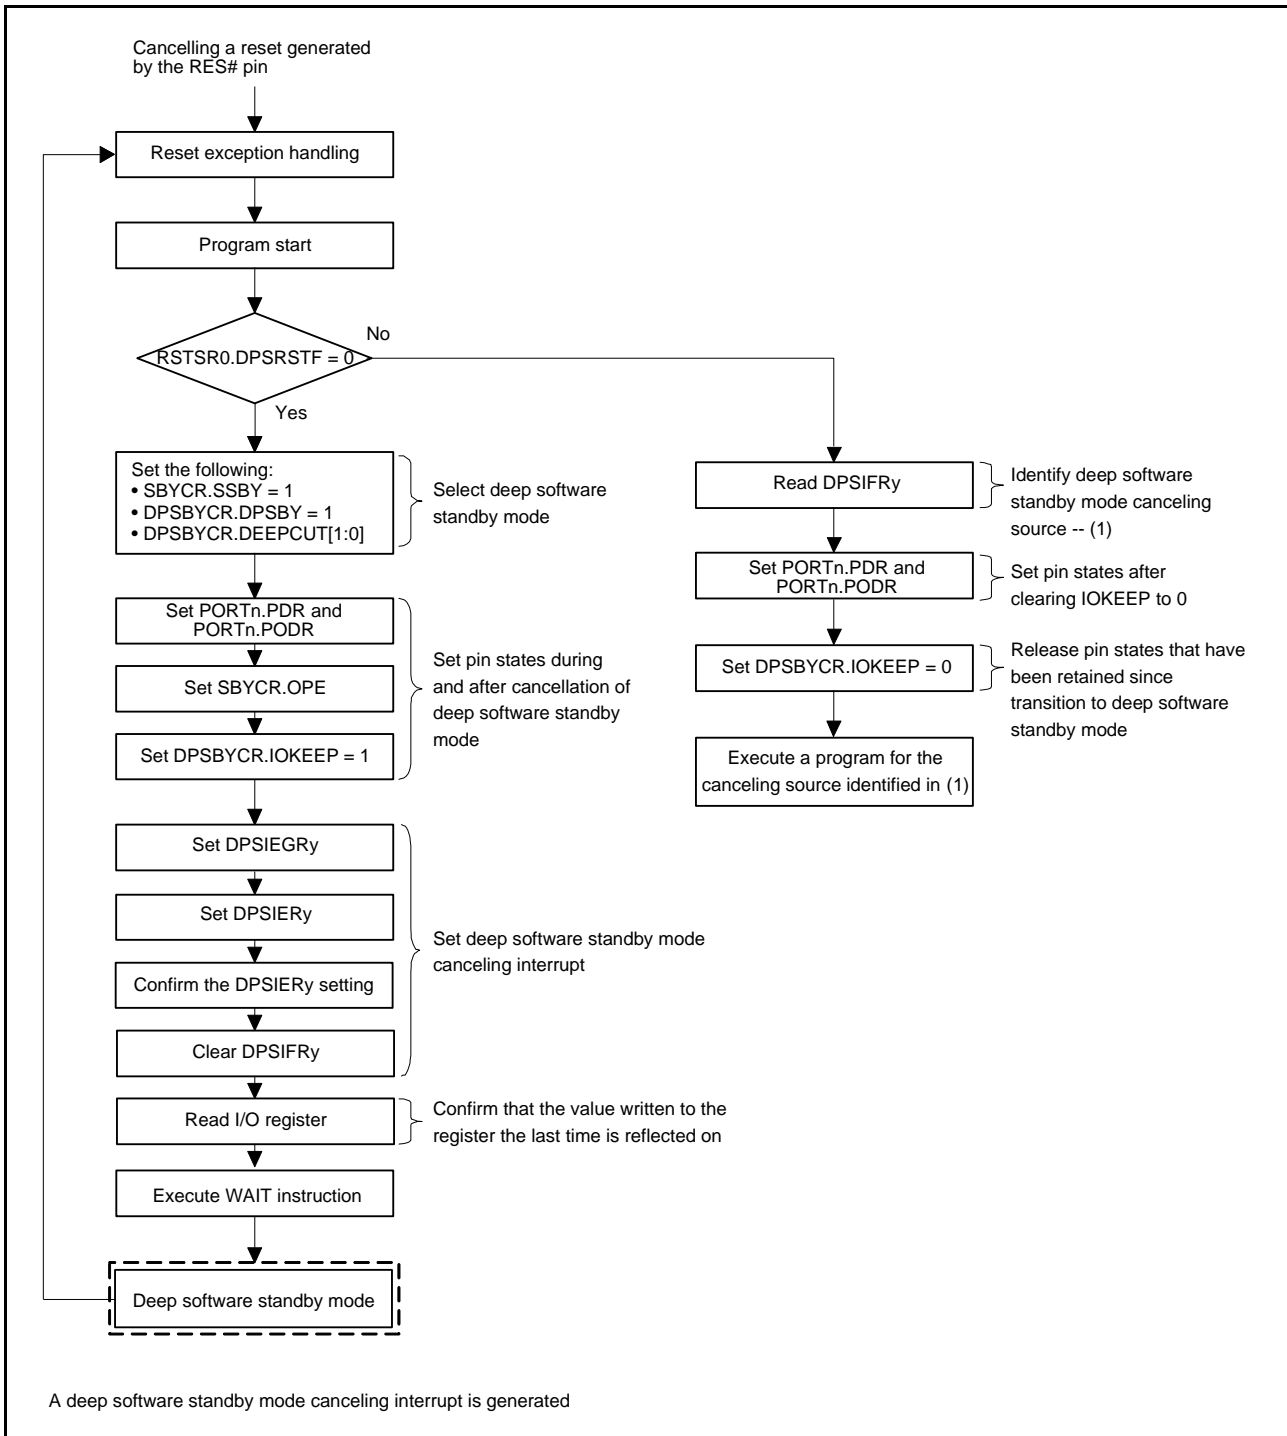 Cancelling a reset generated
by the RES# pin
Reset exception handling
Program start
RSTSR0.DPSRSTF = 0
No
Yes
Set the following:
• SBYCR.SSBY = 1
• DPSBYCR.DPSBY = 1
• DPSBYCR.DEEPCUT[1:0]
Select deep software
standby mode
Set PORTn.PDR and
PORTn.PODR
Set SBYCR.OPE
Set DPSBYCR.IOKEEP = 1
Set pin states during
and after cancellation of
deep software standby
mode
Set DPSIEGRy
Set DPSIERy
Confirm the DPSIERy setting
Clear DPSIFRy
Set deep software standby mode
canceling interrupt
Read I/O register
Confirm that the value written to the
register the last time is reflected on
Execute WAIT instruction
Deep software standby mode
Read DPSIFRy
Identify deep software
standby mode canceling
source -- (1)
Set PORTn.PDR and
PORTn.PODR
Set pin states after
clearing IOKEEP to 0
Set DPSBYCR.IOKEEP = 0
Release pin states that have
been retained since
transition to deep software
standby mode
Execute a program for the
canceling source identified in (1)
A deep software standby mode canceling interrupt is generated